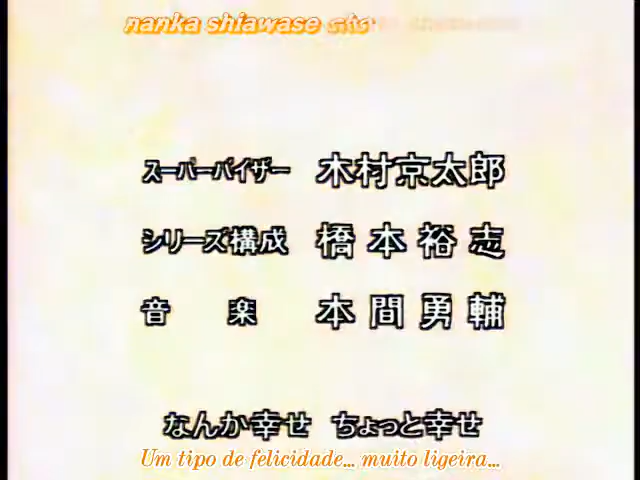 nanka shiawase
スーパーバイザー 木村京太郎
シリーズ構成 橋本裕志
音楽 本間勇輔
なんか幸せ ちょっと幸せ
Um tipo de felicidade... muito ligeira...